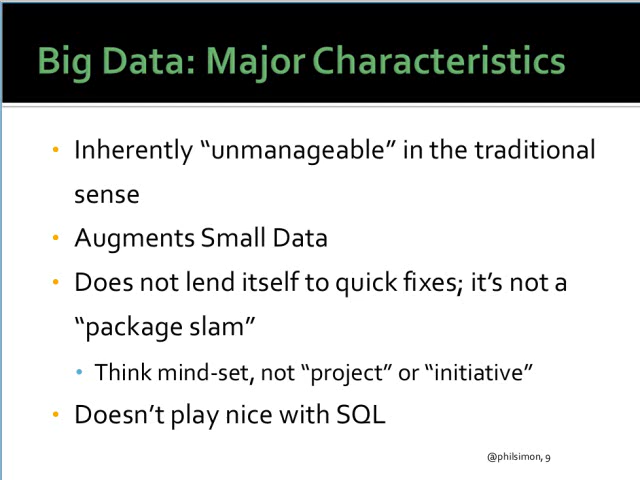 Big Data: Major Characteristics
• Inherently “unmanageable” in the traditional
sense
• Augments Small Data
• Does not lend itself to quick fixes; it’s not a
“package slam”
• Think mind-set, not “project” or “initiative”
• Doesn’t play nice with SQL
@philsimon, 9